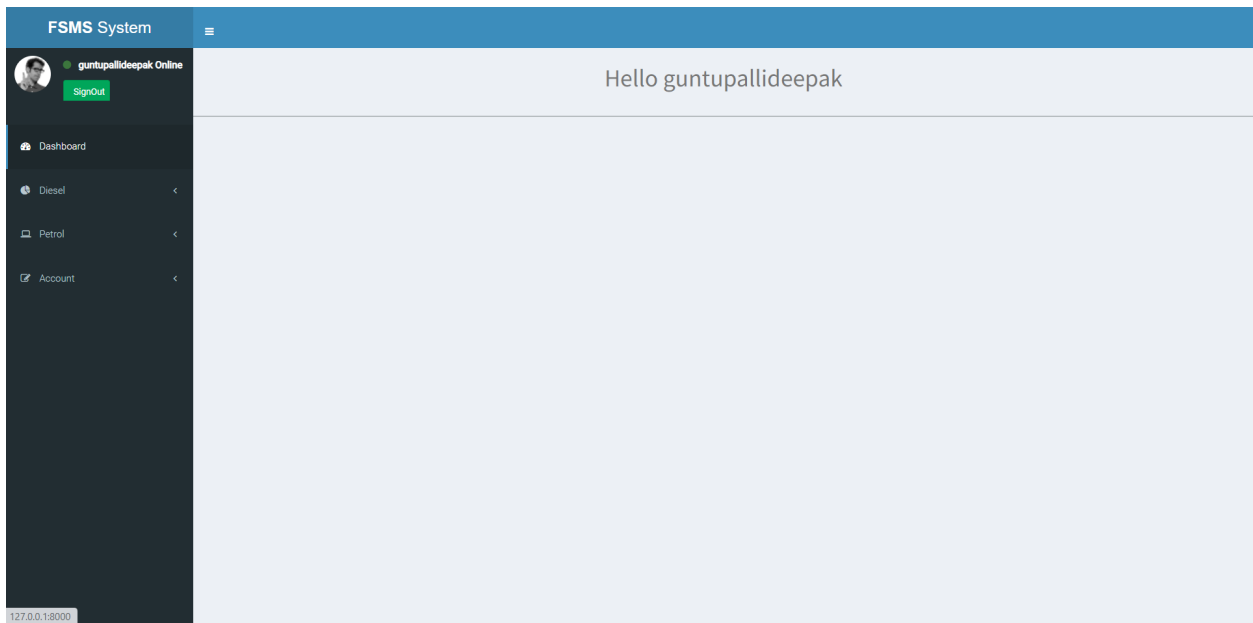 FSMS System
guntupallideepak Online
SignOut
Hello guntupallideepak
Dashboard
Diesel
Petrol
Account
127.0.0.1:8000